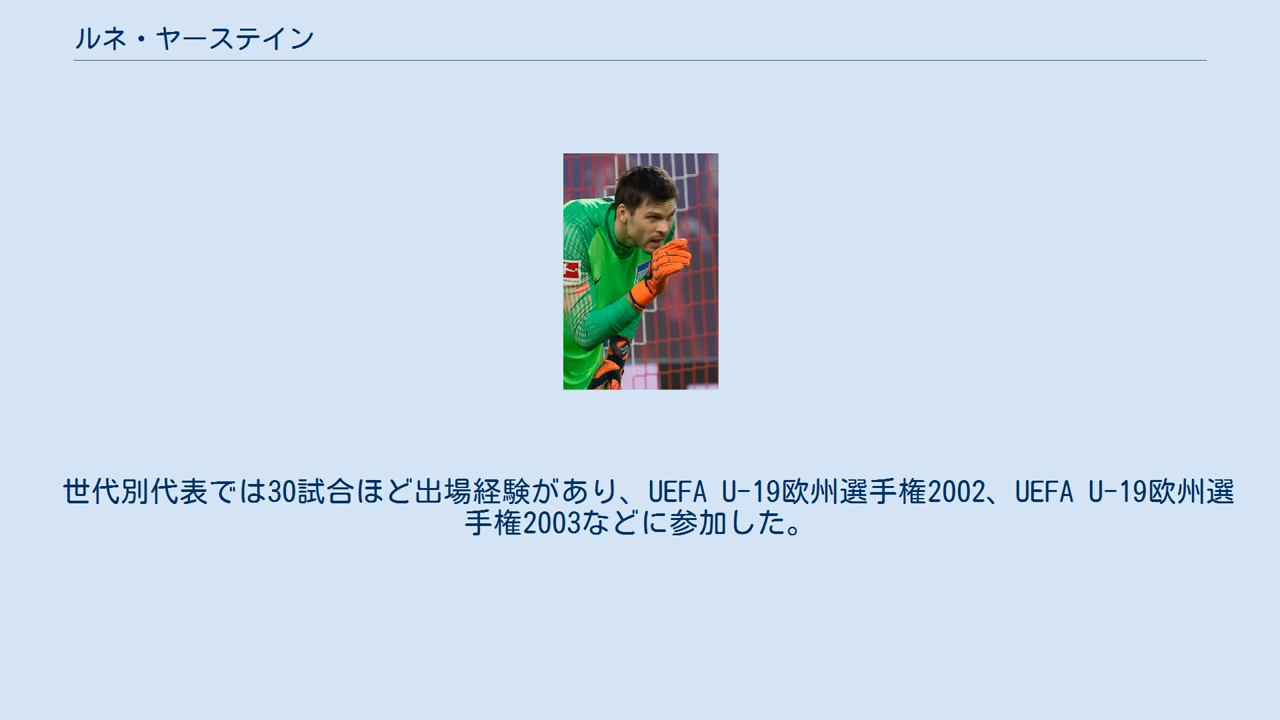 ルネ・ヤーステイン
世代別代表では30試合ほど出場経験があり、UEFA U-19欧州選手権2002、UEFA U-19欧州選
手権2003などに参加した。